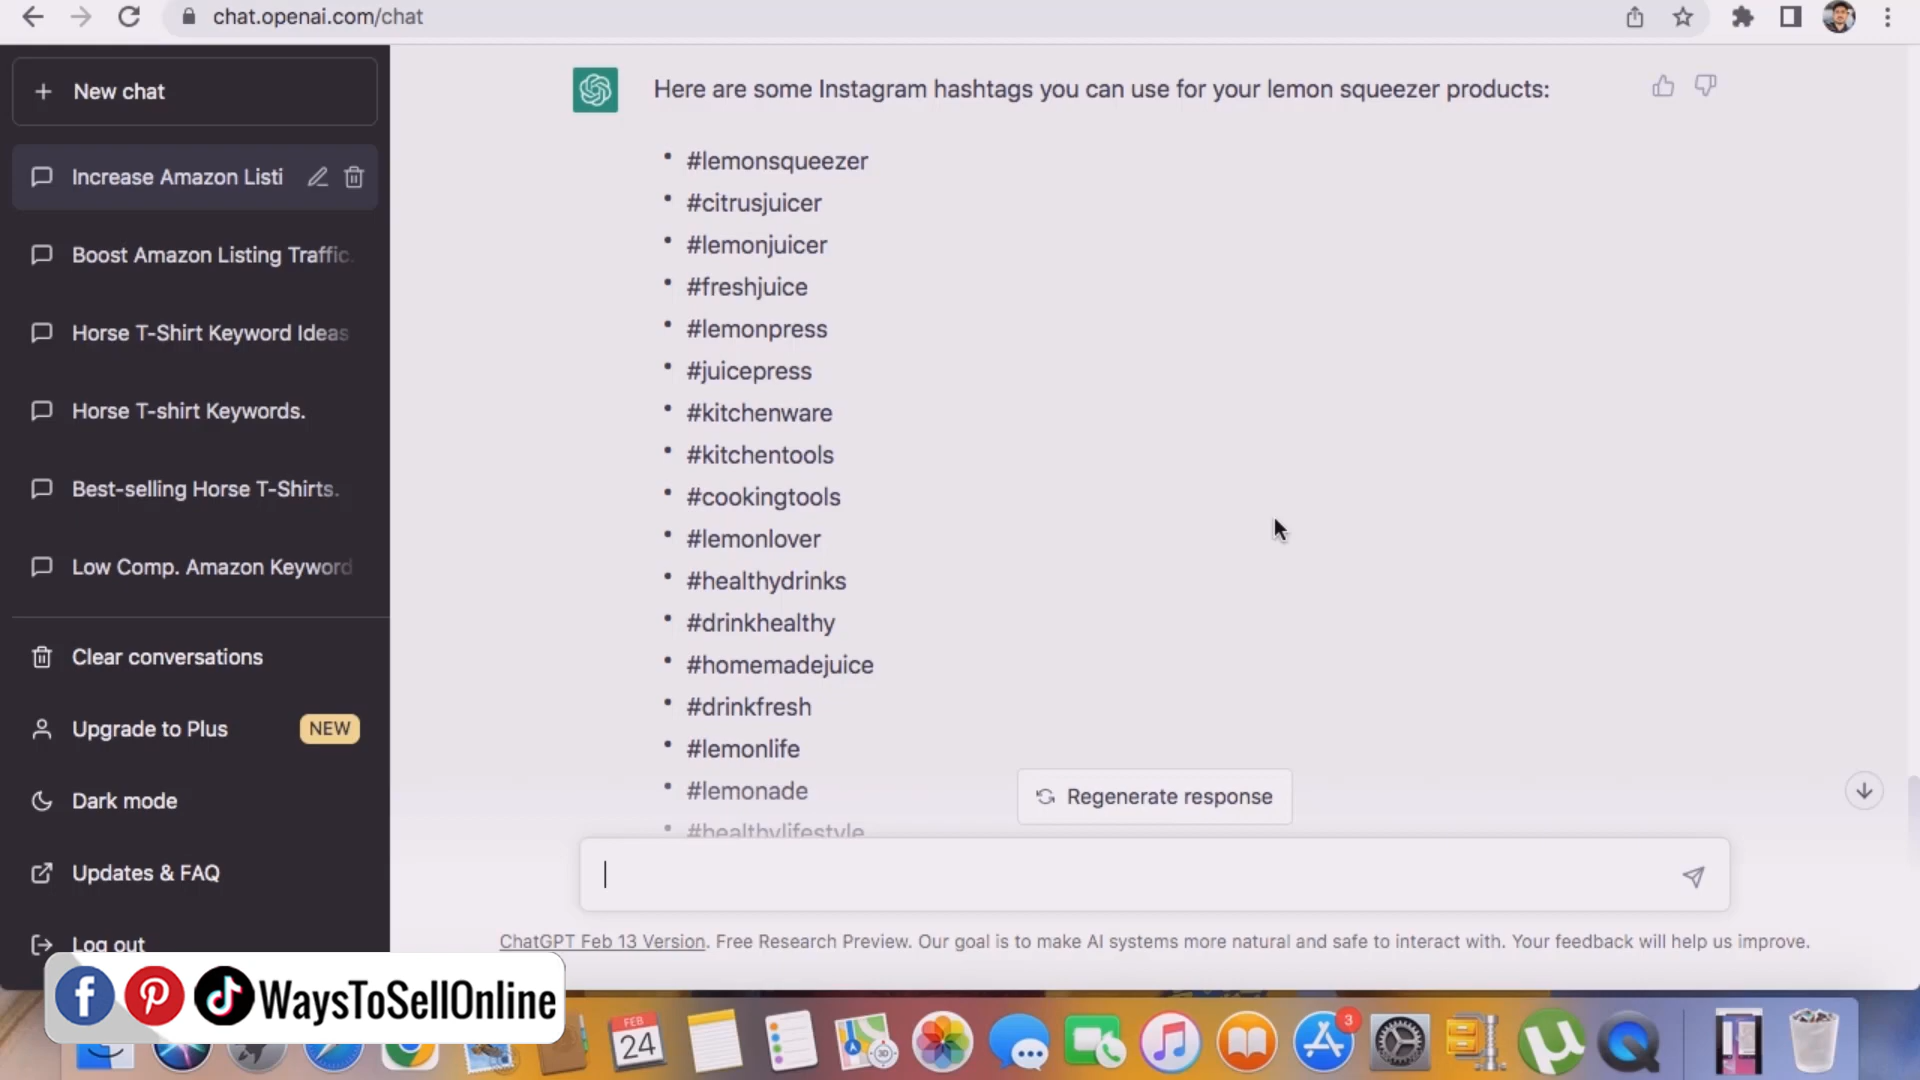 chat.openai.com/chat
New chat
Increase Amazon Listi
Boost Amazon Listing Traffic.
Horse T-Shirt Keyword Ideas
Horse T-shirt Keywords.
Best-selling Horse T-Shirts.
Low Comp. Amazon Keyword
Clear conversations
Upgrade to Plus NEW
Dark mode
Updates & FAQ
Log out
Here are some Instagram hashtags you can use for your lemon squeezer products:
• #lemonsqueezer
• #citrusjuicer
• #lemonjuicer
• #freshjuice
• #lemonpress
• #juicepress
• #kitchenware
• #kitchentools
• #cookingtools
• #lemonlover
• #healthydrinks
• #drinkhealthy
• #homemadejuice
• #drinkfresh
• #lemonlife
• #lemonade
• #healthylifestyle
Regenerate response
ChatGPT Feb 13 Version. Free Research Preview. Our goal is to make AI systems more natural and safe to interact with. Your feedback will help us improve.
WaysToSellOnline
FEB
24
3D
3